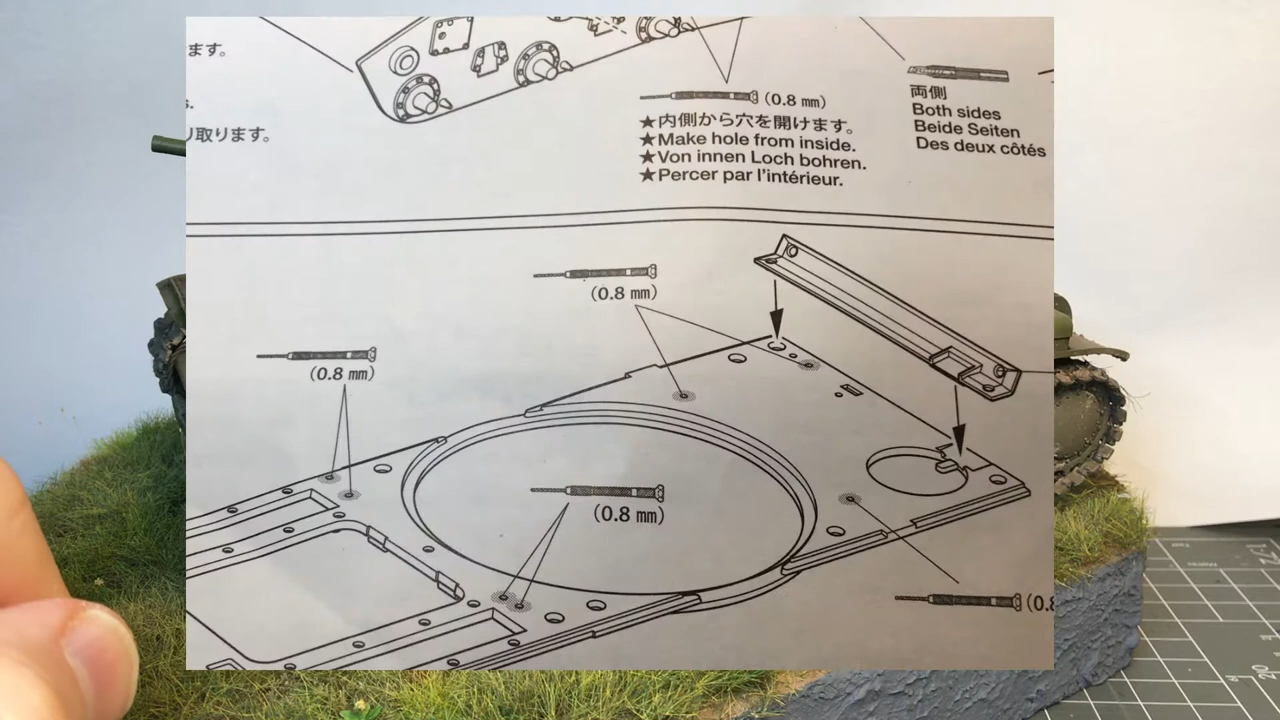 ます。
り取ります。
(0.8 mm)
★内側から穴を開けます。
★Make hole from inside.
★Von innen Loch bohren.
★Percer par l'intérieur.
両側
Both sides
Beide Seiten
Des deux côtés
(0.8 mm)
(0.8 mm)
(0.8 mm)
(0.8